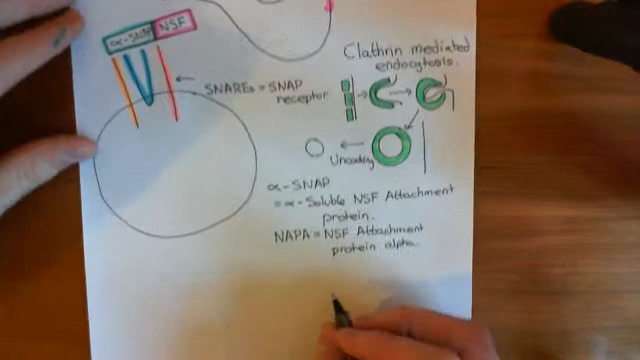 α-SNAP NSF
Clathrin mediated
endocytosis.
SNAREs = SNAP
receptor
Uncoating
α-SNAP
= α-Soluble NSF Attachment
protein.
NAPA = NSF Attachment
protein alpha.